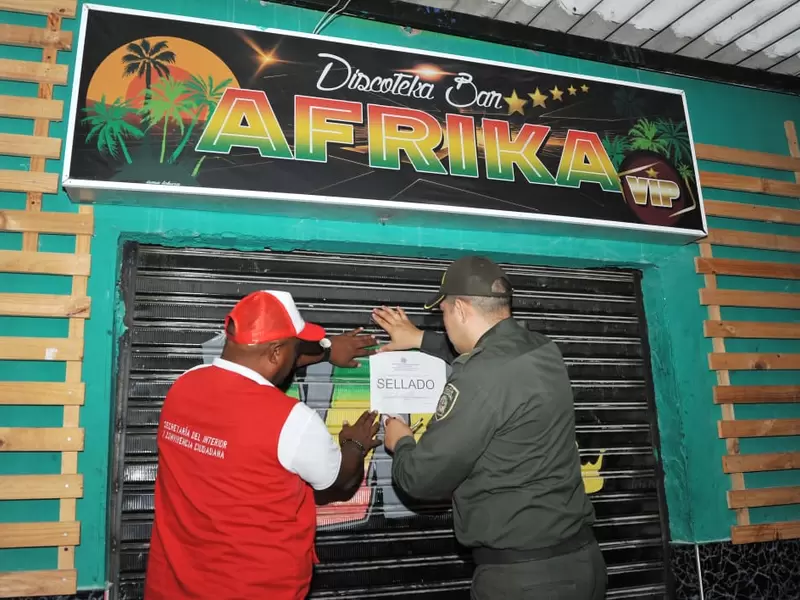 Discoteka Bar
AFRIKA
VIP
SELLADO
SECRETARÍA DEL INTERIOR
Y CONVIVENCIA CIUDADANA